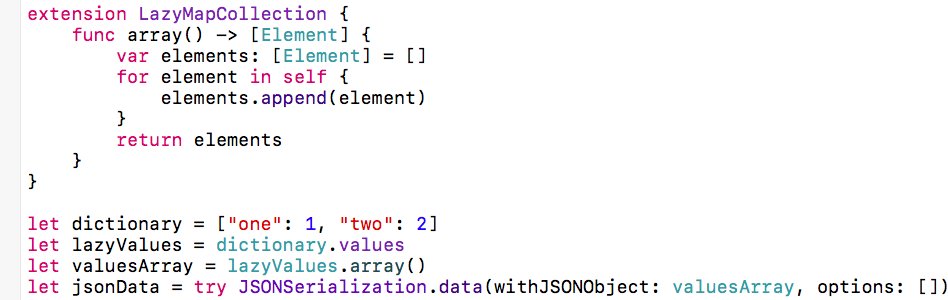 extension LazyMapCollection {
    func array() -> [Element] {
        var elements: [Element] = []
        for element in self {
            elements.append(element)
        }
        return elements
    }
}

let dictionary = ["one": 1, "two": 2]
let lazyValues = dictionary.values
let valuesArray = lazyValues.array()
let jsonData = try JSONSerialization.data(withJSONObject: valuesArray, options: [])